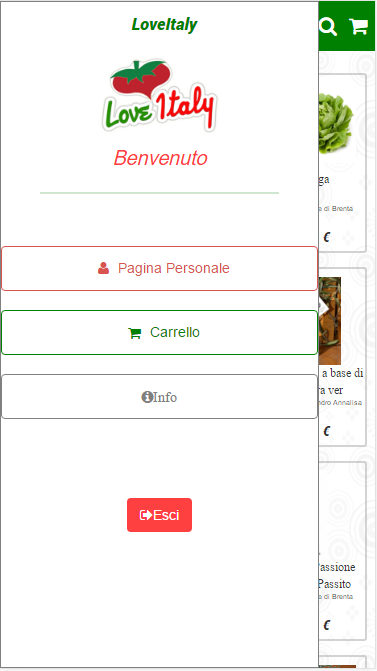 LoveItaly
Love Italy
Benvenuto
Pagina Personale
Carrello
Info
Esci
ga
e di Brenta
€
a base di
va ver
ndro Annalisa
€
assione
Passito
e di Brenta
€